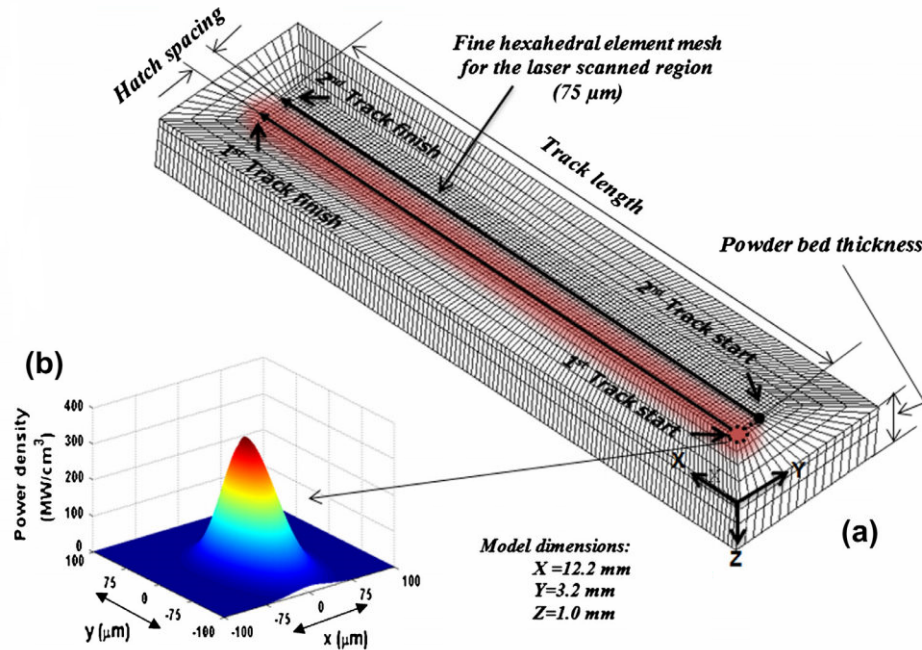 Fine hexahedral element mesh
for the laser scanned region
(75 μm)
Hatch spacing
2nd Track finish
1st Track finish
Track length
Powder bed thickness
2nd Track start
1st Track start
X
Y
Z
(a)
(b)
Power density
(MW/cm3)
400
300
200
100
0
100
75
0
-75
-100
y (μm)
-100
-75
0
75
100
x (μm)
Model dimensions:
X =12.2 mm
Y=3.2 mm
Z=1.0 mm